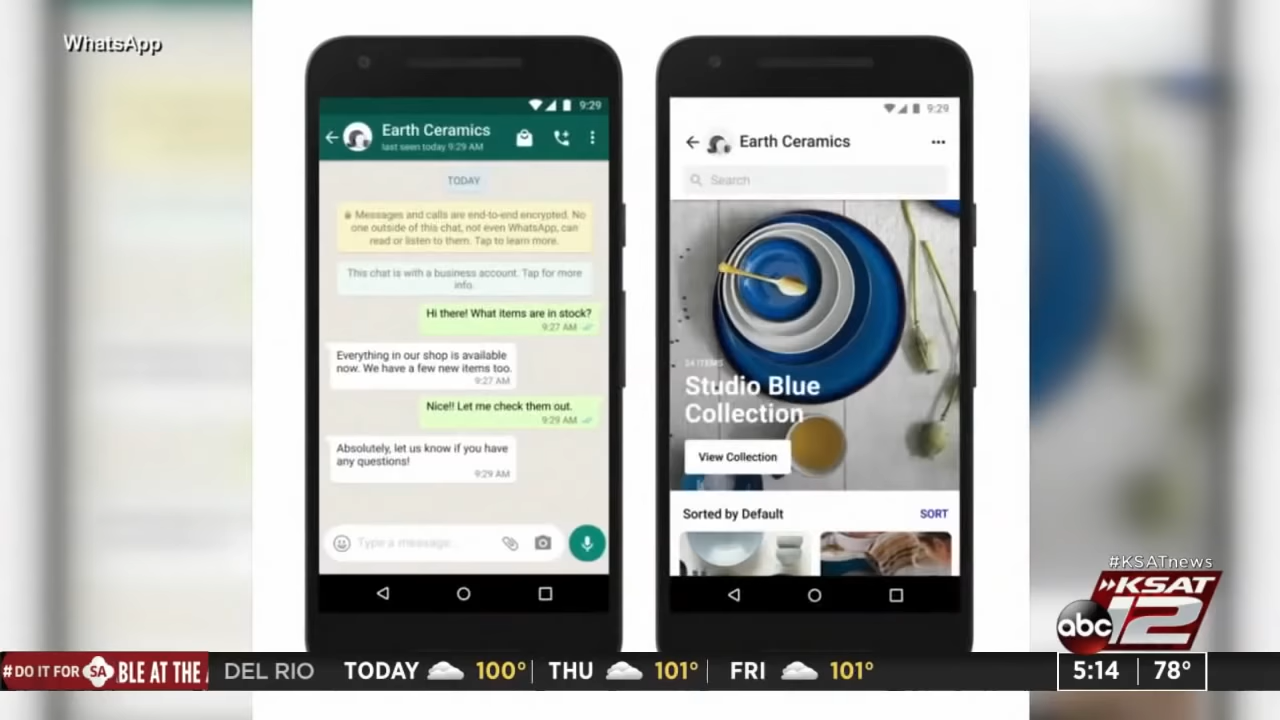 WhatsApp
9:29
Earth Ceramics
last seen today 9:29 AM
TODAY
Messages and calls are end-to-end encrypted. No
one outside of this chat, not even WhatsApp, can
read or listen to them. Tap to learn more.
This chat is with a business account. Tap for more
info.
Hi there! What items are in stock?
9:27 AM
Everything in our shop is available
now. We have a few new items too.
9:27 AM
Nice!! Let me check them out.
9:29 AM
Absolutely, let us know if you have
any questions!
9:29 AM
Type a message...
9:29
Earth Ceramics
Search
24 ITEMS
Studio Blue
Collection
View Collection
Sorted by Default
SORT
#KSATnews
KSAT
abc 12
#DO IT FOR SA BLE AT THE
DEL RIO TODAY 100° THU 101° FRI 101°
5:14 78°